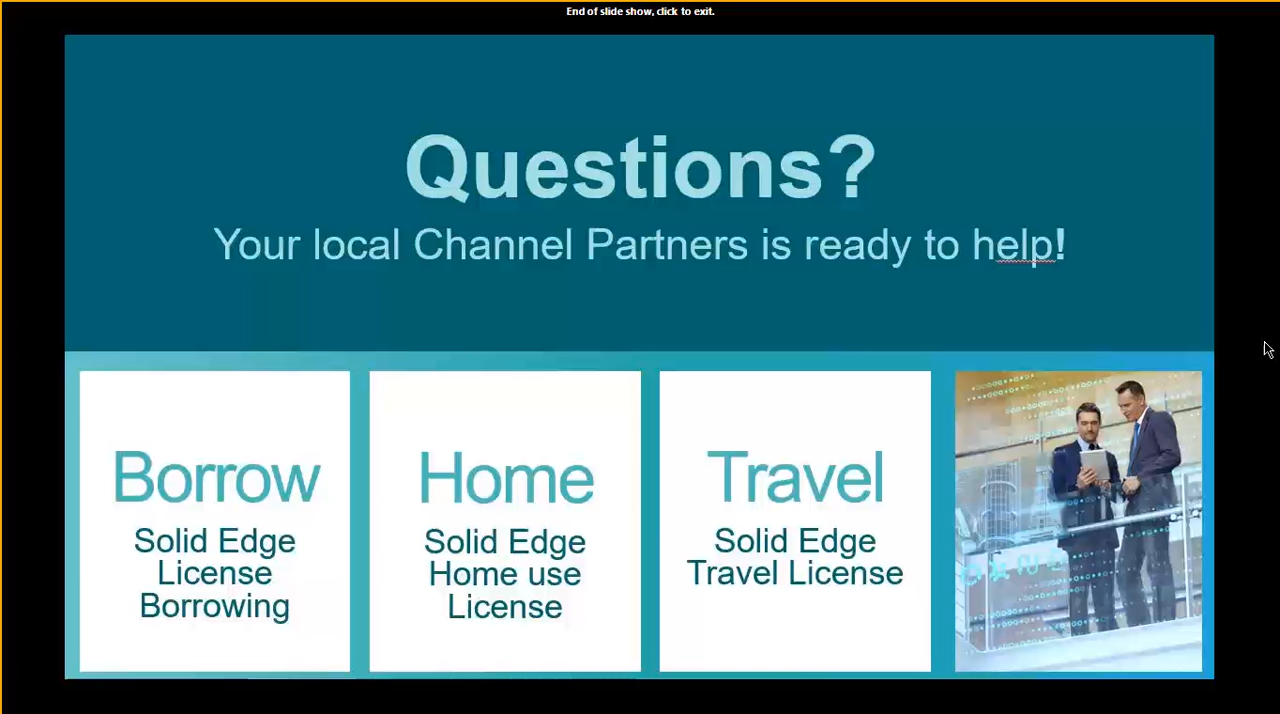 End of slide show, click to exit.
Questions?
Your local Channel Partners is ready to help!
Borrow
Solid Edge
License
Borrowing
Home
Solid Edge
Home use
License
Travel
Solid Edge
Travel License